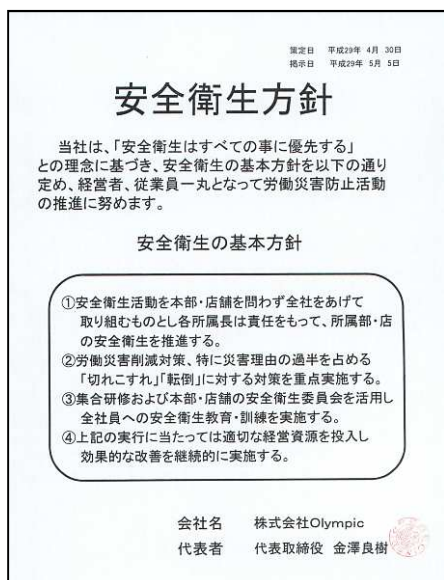 策定日 平成29年 4月 30日
掲示日 平成29年 5月 5日
安全衛生方針
当社は、「安全衛生はすべての事に優先する」
との理念に基づき、安全衛生の基本方針を以下の通り
定め、経営者、従業員一丸となって労働災害防止活動
の推進に努めます。
安全衛生の基本方針
①安全衛生活動を本部・店舗を問わず全社をあげて
取り組むものとし各所属長は責任をもって、所属部・店
の安全衛生を推進する。
②労働災害削減対策、特に災害理由の過半を占める
「切れこすれ」「転倒」に対する対策を重点実施する。
③集合研修および本部・店舗の安全衛生委員会を活用し
全社員への安全衛生教育・訓練を実施する。
④上記の実行に当たっては適切な経営資源を投入し
効果的な改善を継続的に実施する。
会社名 株式会社Olympic
代表者 代表取締役 金澤良樹